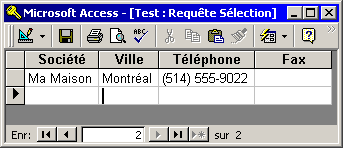 Microsoft Access - [Test : Requête Sélection]
Société Ville Téléphone Fax
Ma Maison Montréal (514) 555-9022
Enr: 2 sur 2